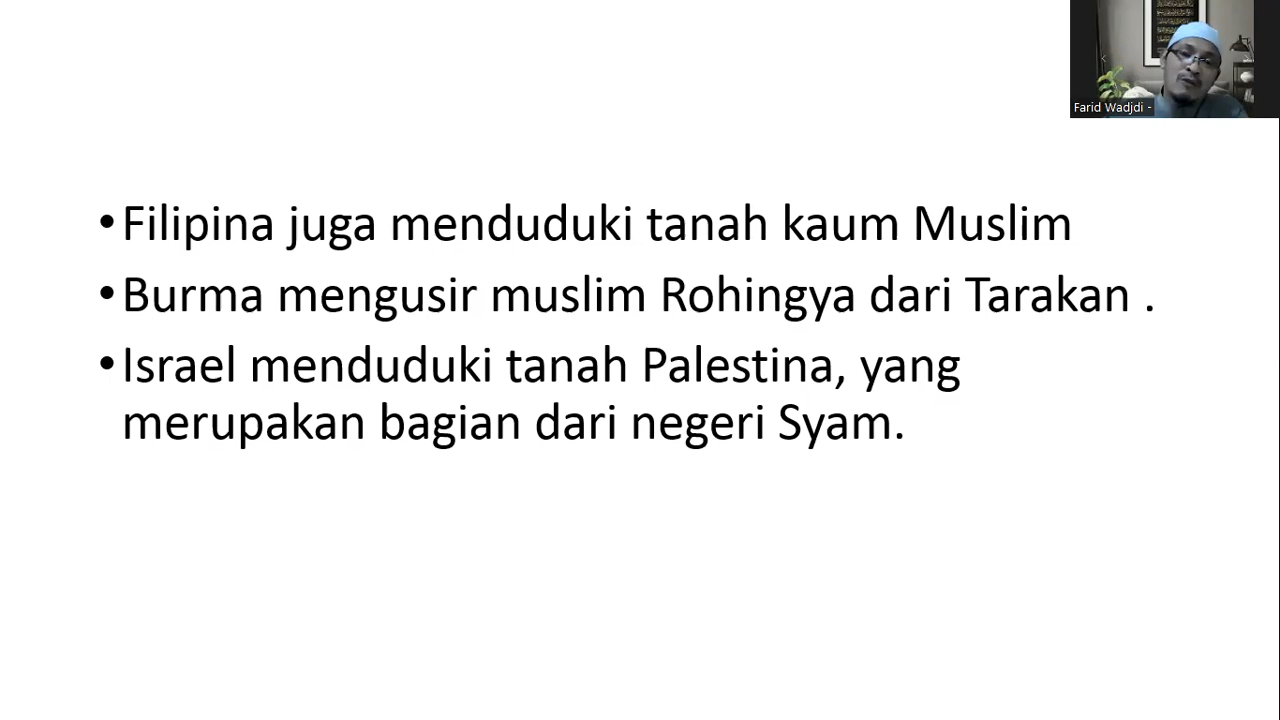 Farid Wadjdi -
•Filipina juga menduduki tanah kaum Muslim
•Burma mengusir muslim Rohingya dari Tarakan .
•Israel menduduki tanah Palestina, yang
merupakan bagian dari negeri Syam.